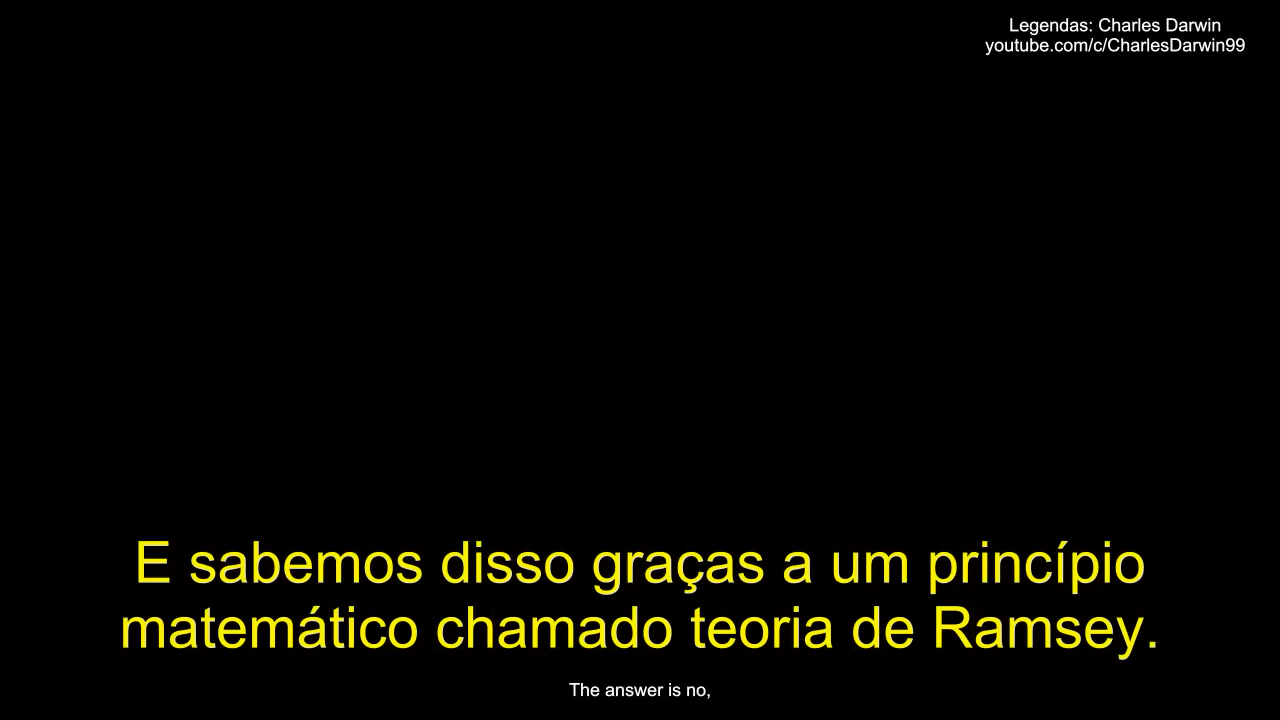 Legendas: Charles Darwin
youtube.com/c/CharlesDarwin99
E sabemos disso graças a um princípio
matemático chamado teoria de Ramsey.
The answer is no,